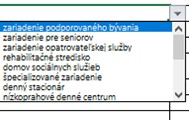 zariadenie podporovaného bývania
zariadenie pre seniorov
zariadenie opatrovateľskej služby
rehabilitačné stredisko
domov sociálnych služieb
špecializované zariadenie
denný stacionár
nízkoprahové denné centrum